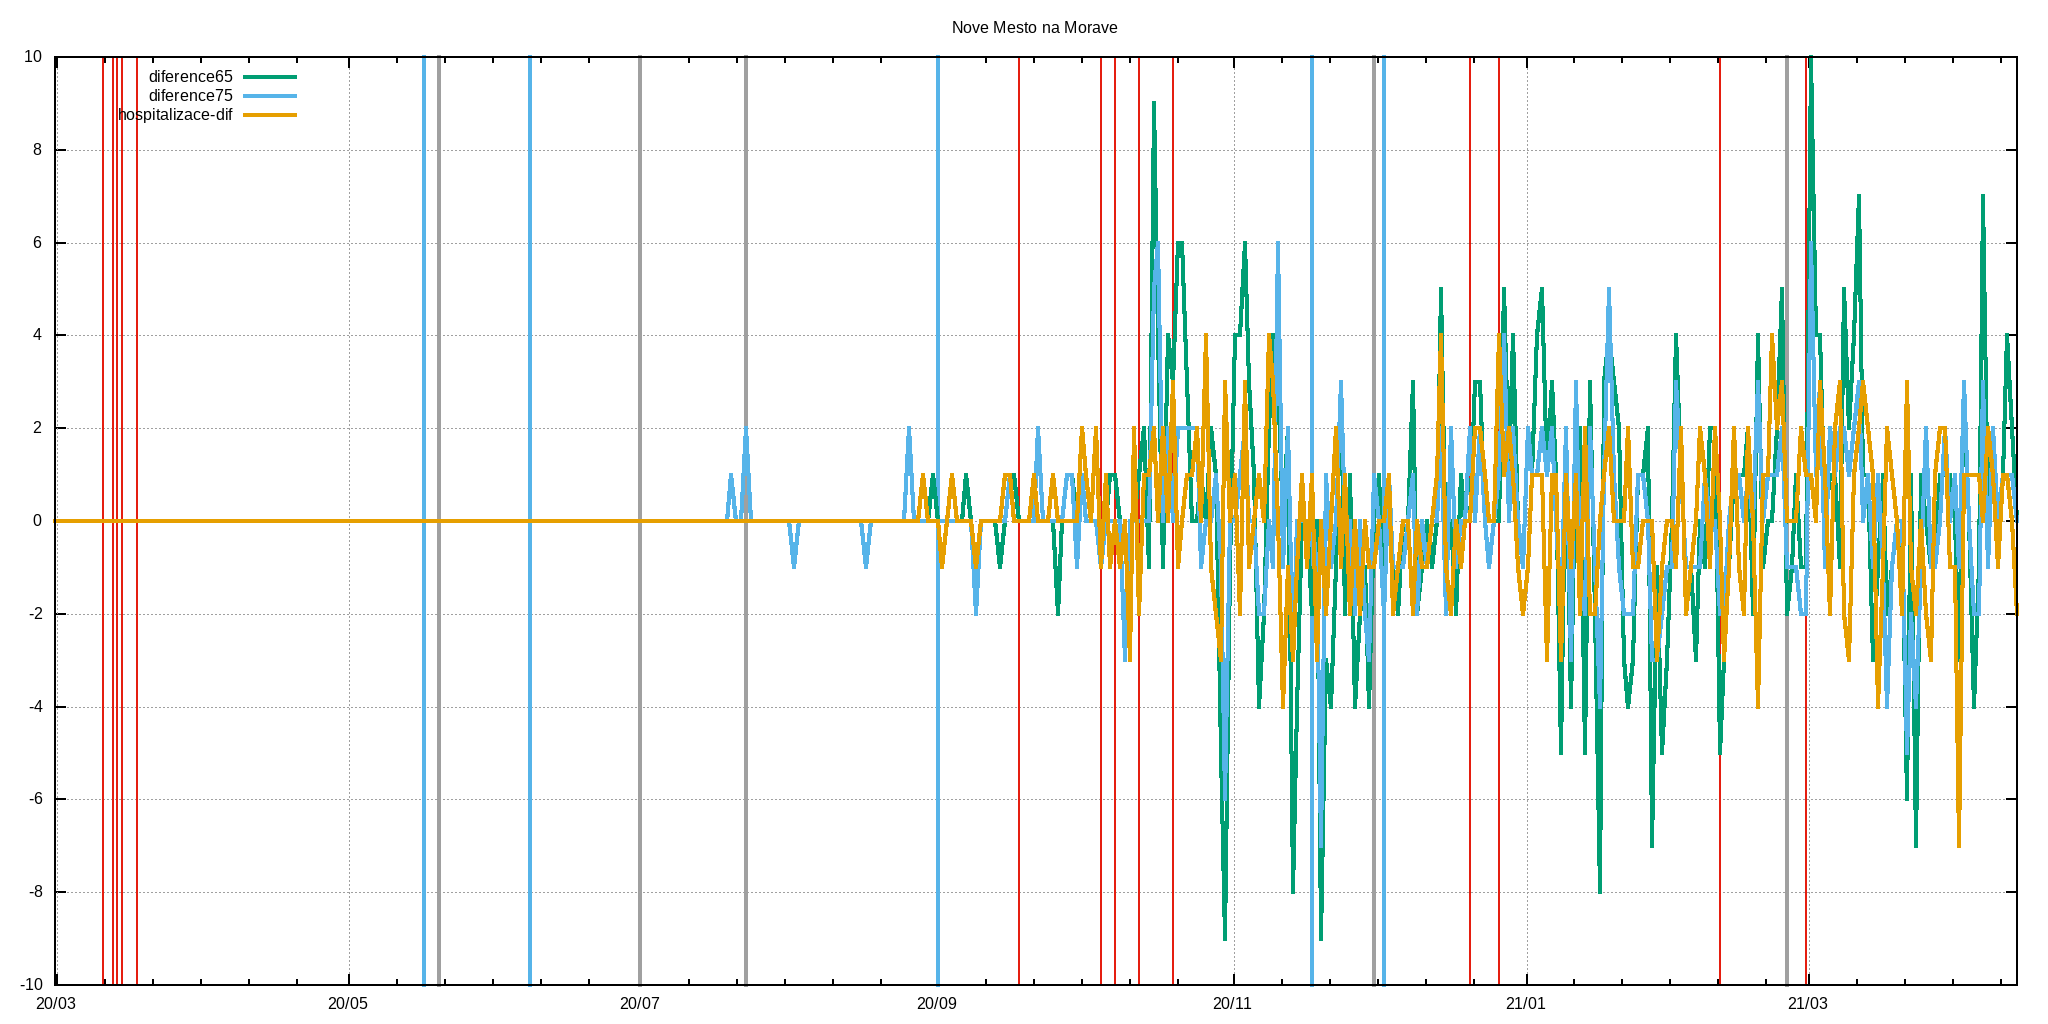 Nove Mesto na Morave
10
diference65
diference75
hospitalizace-dif
8
6
4
2
0
-2
-4
-6
-8
-10
20/03 20/05 20/07 20/09 20/11 21/01 21/03